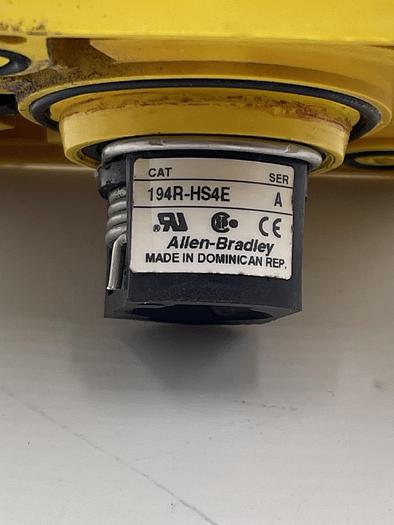 CAT SER
194R-HS4E A
Allen-Bradley
MADE IN DOMINICAN REP.